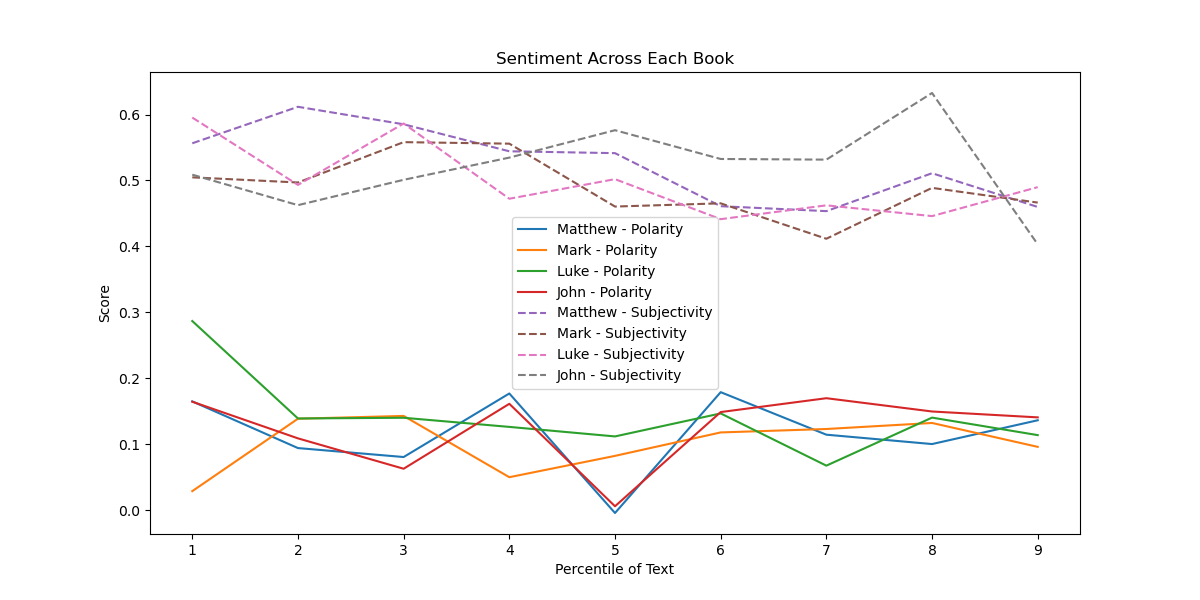 Sentiment Across Each Book
Score
0.6
0.5
0.4
0.3
0.2
0.1
0.0
Matthew - Polarity
Mark - Polarity
Luke - Polarity
John - Polarity
Matthew - Subjectivity
Mark - Subjectivity
Luke - Subjectivity
John - Subjectivity
1 2 3 4 5 6 7 8 9
Percentile of Text